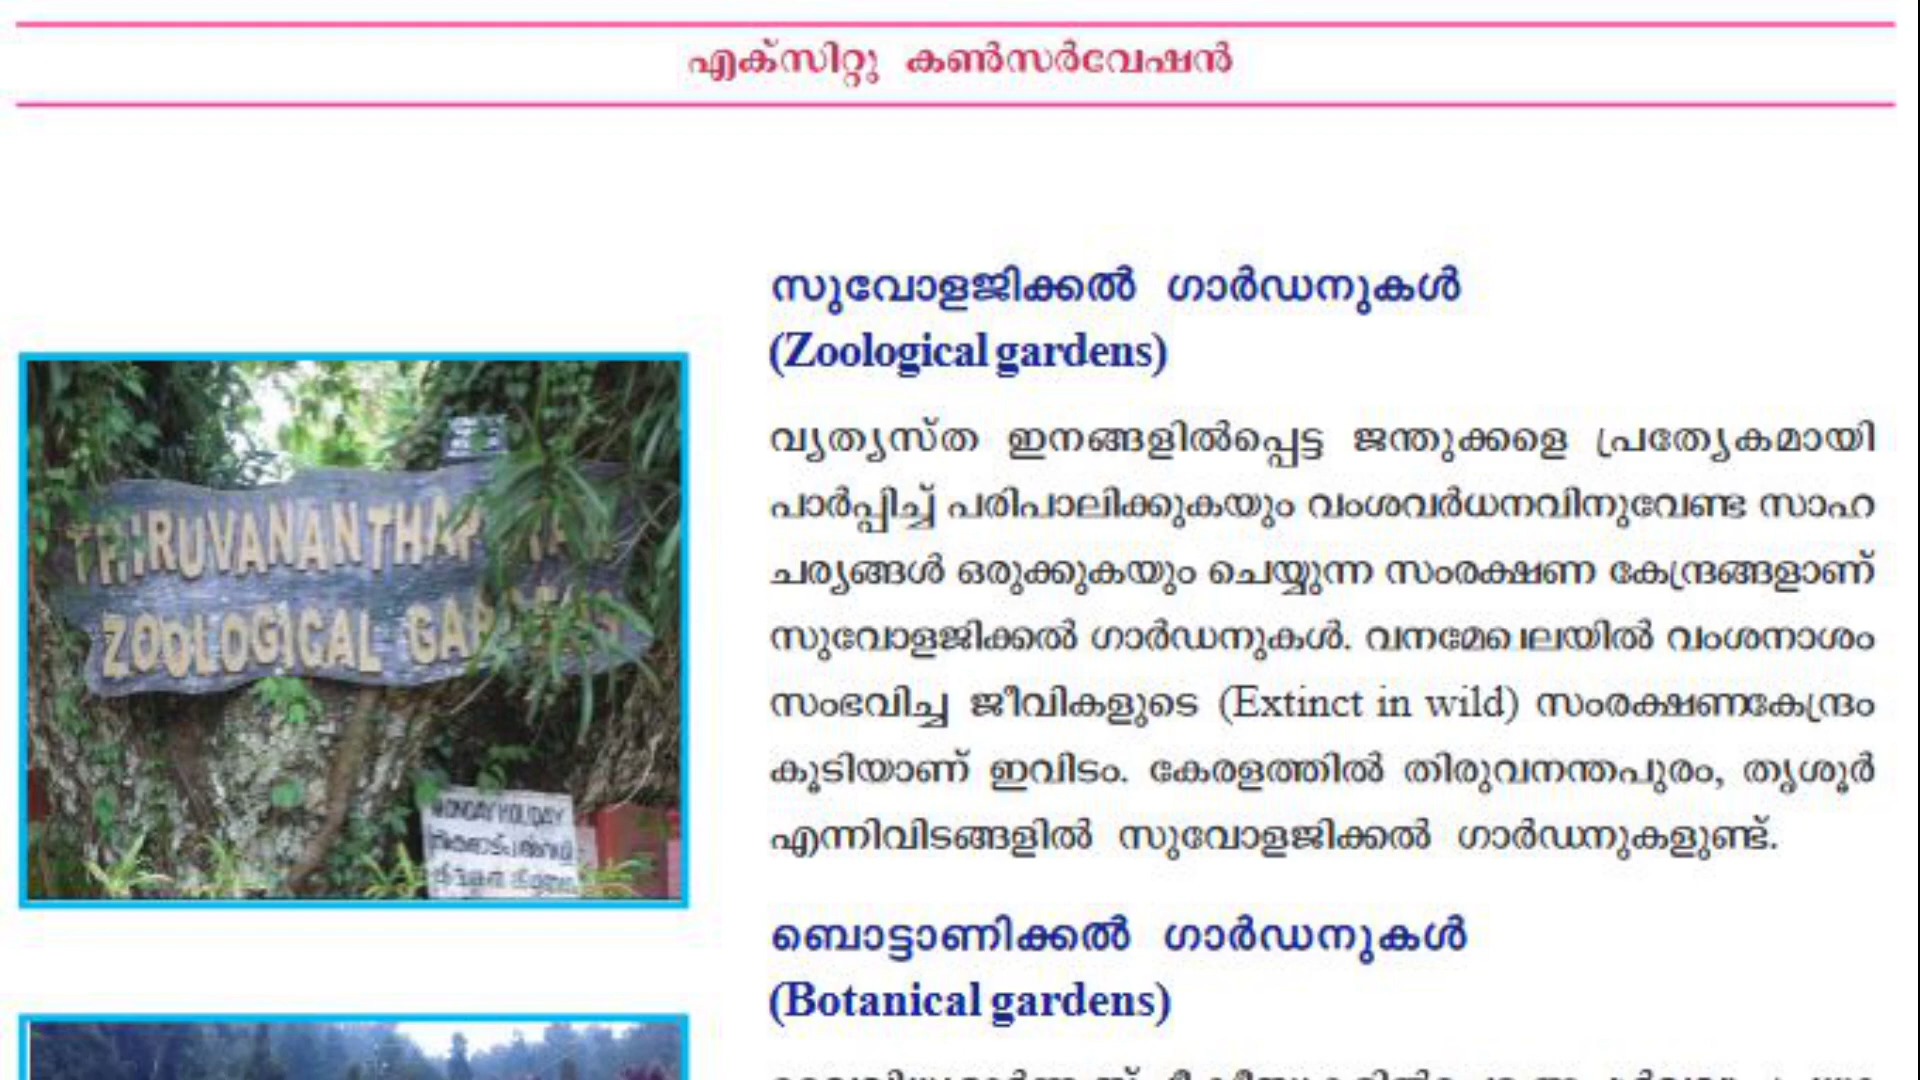 എക്സിറ്റു കൺസർവേഷൻ
സുവോളജിക്കൽ ഗാർഡനുകൾ
(Zoological gardens)
വ്യത്യസ്ത ഇനങ്ങളിൽപ്പെട്ട ജന്തുക്കളെ പ്രത്യേകമായി
പാർപ്പിച്ച് പരിപാലിക്കുകയും വംശവർധനവിനുവേണ്ട സാഹ
ചര്യങ്ങൾ ഒരുക്കുകയും ചെയ്യുന്ന സംരക്ഷണ കേന്ദ്രങ്ങളാണ്
സുവോളജിക്കൽ ഗാർഡനുകൾ. വനമേഖലയിൽ വംശനാശം
സംഭവിച്ച ജീവികളുടെ (Extinct in wild) സംരക്ഷണകേന്ദ്രം
കൂടിയാണ് ഇവിടം. കേരളത്തിൽ തിരുവനന്തപുരം, തൃശൂർ
എന്നിവിടങ്ങളിൽ സുവോളജിക്കൽ ഗാർഡനുകളുണ്ട്.
ZOOLOGICAL
MONDAY HOLIDAY
ബൊട്ടാണിക്കൽ ഗാർഡനുകൾ
(Botanical gardens)